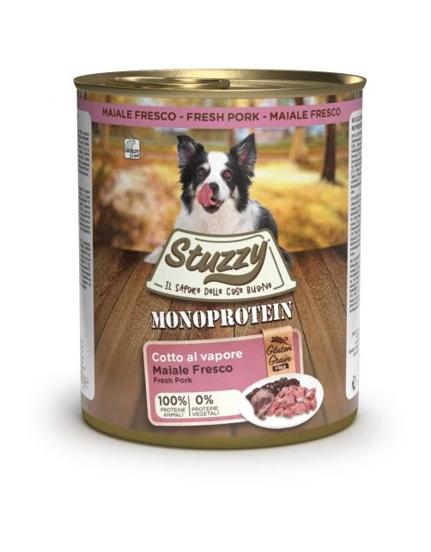 MAIALE FRESCO - FRESH PORK - MAIALE FRESCO
Stuzzy
IL SAPORE DELLE COSE BUONE
MONOPROTEIN
Cotto al vapore
Maiale Fresco
Fresh Pork
Gluten
Grain
FREE
100% PROTEINE ANIMALI
0% PROTEINE VEGETALI